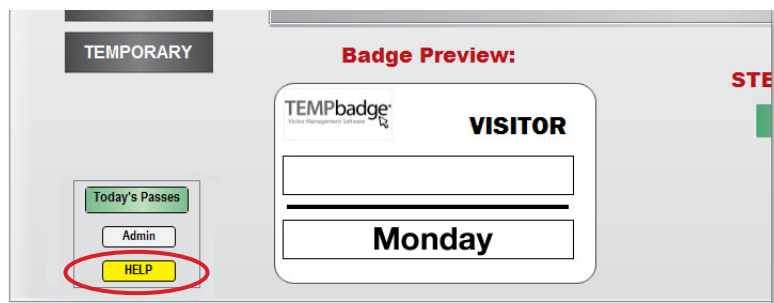 TEMPORARY
Badge Preview:
STE
TEMPbadge®
Visitor Management Software
VISITOR
Monday
Today's Passes
Admin
HELP